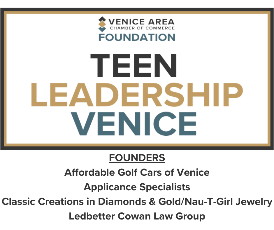 VENICE AREA
CHAMBER OF COMMERCE
FOUNDATION
TEEN
LEADERSHIP
VENICE
FOUNDERS
Affordable Golf Cars of Venice
Applicance Specialists
Classic Creations in Diamonds & Gold/Nau-T-Girl Jewelry
Ledbetter Cowan Law Group